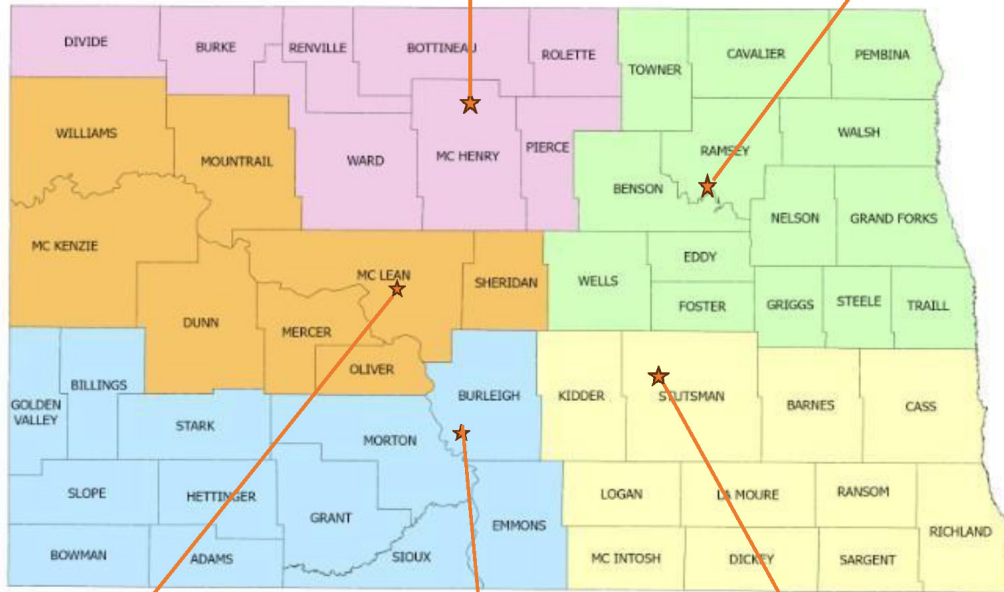 DIVIDE
BURKE
RENVILLE
BOTTINEAU
ROLETTE
TOWNER
CAVALIER
PEMBINA
WILLIAMS
MOUNTRAIL
WARD
MC HENRY
PIERCE
BENSON
RAMSEY
WALSH
MC KENZIE
NELSON
GRAND FORKS
DUNN
MC LEAN
SHERIDAN
WELLS
EDDY
FOSTER
GRIGGS
STEELE
TRAILL
MERCER
OLIVER
GOLDEN
VALLEY
BILLINGS
STARK
MORTON
BURLEIGH
KIDDER
STUTSMAN
BARNES
CASS
SLOPE
HETTINGER
GRANT
EMMONS
LOGAN
LA MOURE
RANSOM
RICHLAND
BOWMAN
ADAMS
SIOUX
MC INTOSH
DICKEY
SARGENT